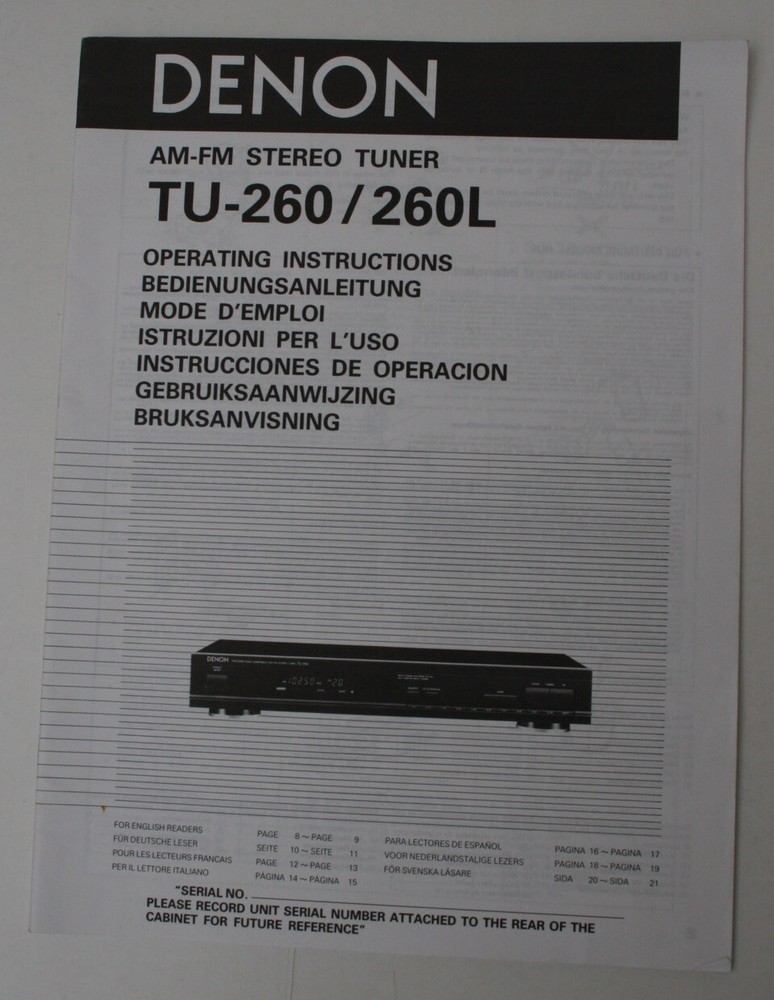 DENON
AM-FM STEREO TUNER
TU-260 / 260L
OPERATING INSTRUCTIONS
BEDIENUNGSANLEITUNG
MODE D'EMPLOI
ISTRUZIONI PER L'USO
INSTRUCCIONES DE OPERACION
GEBRUIKSAANWIJZING
BRUKSANVISNING
DENON
FOR ENGLISH READERS PAGE 8 ~ PAGE 9
FÜR DEUTSCHE LESER SEITE 10 ~ SEITE 11
POUR LES LECTEURS FRANCAIS PAGE 12 ~ PAGE 13
PER IL LETTORE ITALIANO PÁGINA 14 ~ PÁGINA 15
PARA LECTORES DE ESPAÑOL PAGINA 16 ~ PAGINA 17
VOOR NEDERLANDSTALIGE LEZERS PAGINA 18 ~ PAGINA 19
FÖR SVENSKA LÄSARE SIDA 20 ~ SIDA 21
"SERIAL NO.
PLEASE RECORD UNIT SERIAL NUMBER ATTACHED TO THE REAR OF THE
CABINET FOR FUTURE REFERENCE"